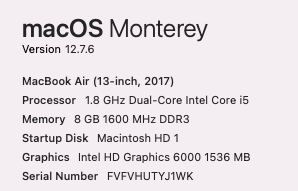 macOS Monterey
Version 12.7.6
MacBook Air (13-inch, 2017)
Processor 1.8 GHz Dual-Core Intel Core i5
Memory 8 GB 1600 MHz DDR3
Startup Disk Macintosh HD 1
Graphics Intel HD Graphics 6000 1536 MB
Serial Number FVFVHUTYJ1WK